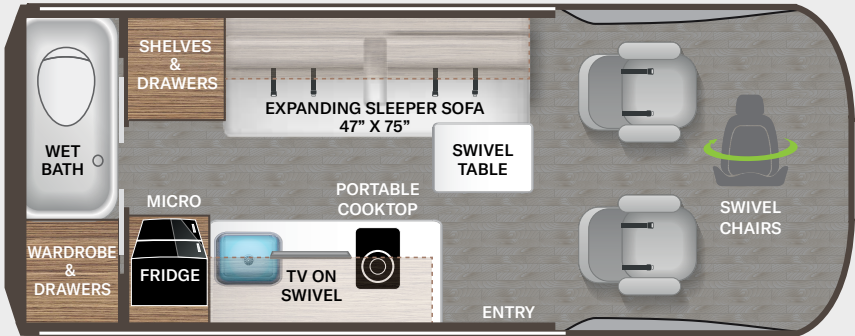 SHELVES
&
DRAWERS
EXPANDING SLEEPER SOFA
47” X 75”
WET
BATH
SWIVEL
TABLE
MICRO
PORTABLE
COOKTOP
SWIVEL
CHAIRS
WARDROBE
&
DRAWERS
FRIDGE
TV ON
SWIVEL
ENTRY